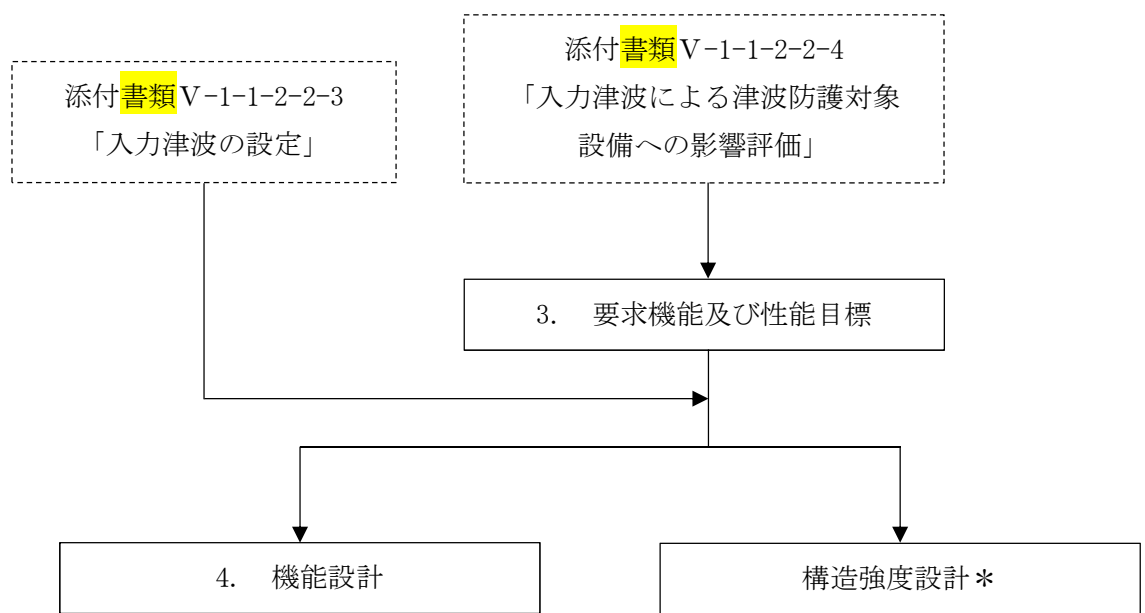 添付書類Ⅴ-1-1-2-2-3
「入力津波の設定」
添付書類Ⅴ-1-1-2-2-4
「入力津波による津波防護対象
設備への影響評価」
3. 要求機能及び性能目標
4. 機能設計
構造強度設計＊